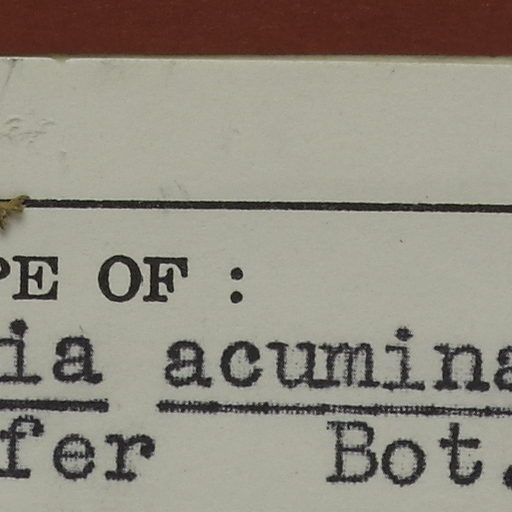 PE OF :
ia acumina
fer Bot.